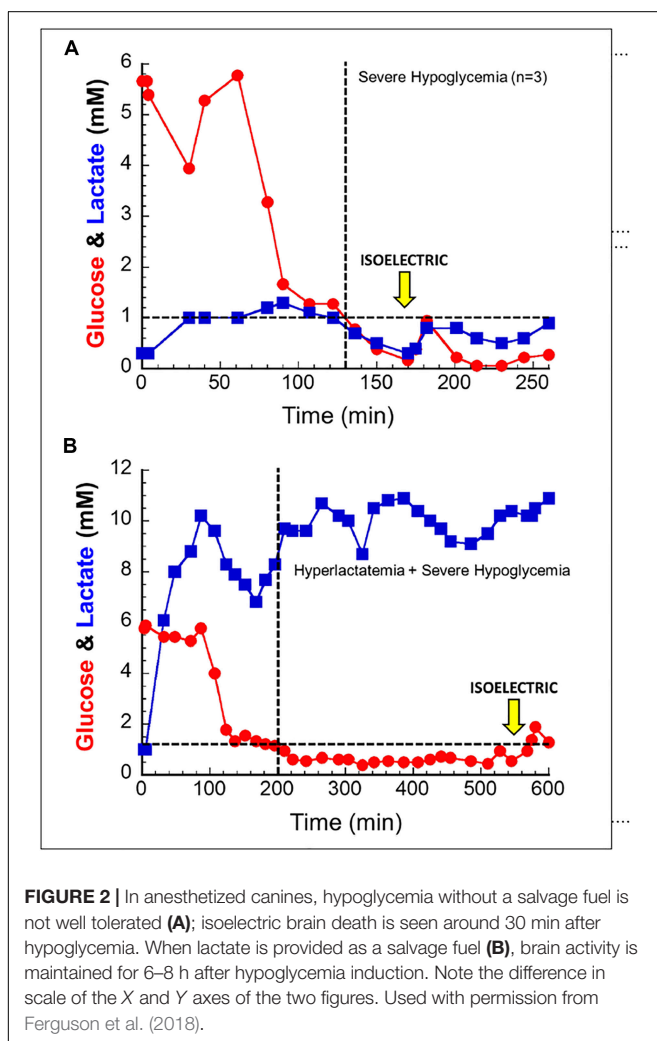 A
Glucose & Lactate (mM)
6
5
4
3
2
1
0
Severe Hypoglycemia (n=3)
ISOELECTRIC
0 50 100 150 200 250
Time (min)
B
Glucose & Lactate (mM)
12
10
8
6
4
2
0
Hyperlactatemia + Severe Hypoglycemia
ISOELECTRIC
0 100 200 300 400 500 600
Time (min)
FIGURE 2 | In anesthetized canines, hypoglycemia without a salvage fuel is
not well tolerated (A); isoelectric brain death is seen around 30 min after
hypoglycemia. When lactate is provided as a salvage fuel (B), brain activity is
maintained for 6–8 h after hypoglycemia induction. Note the difference in
scale of the X and Y axes of the two figures. Used with permission from
Ferguson et al. (2018).